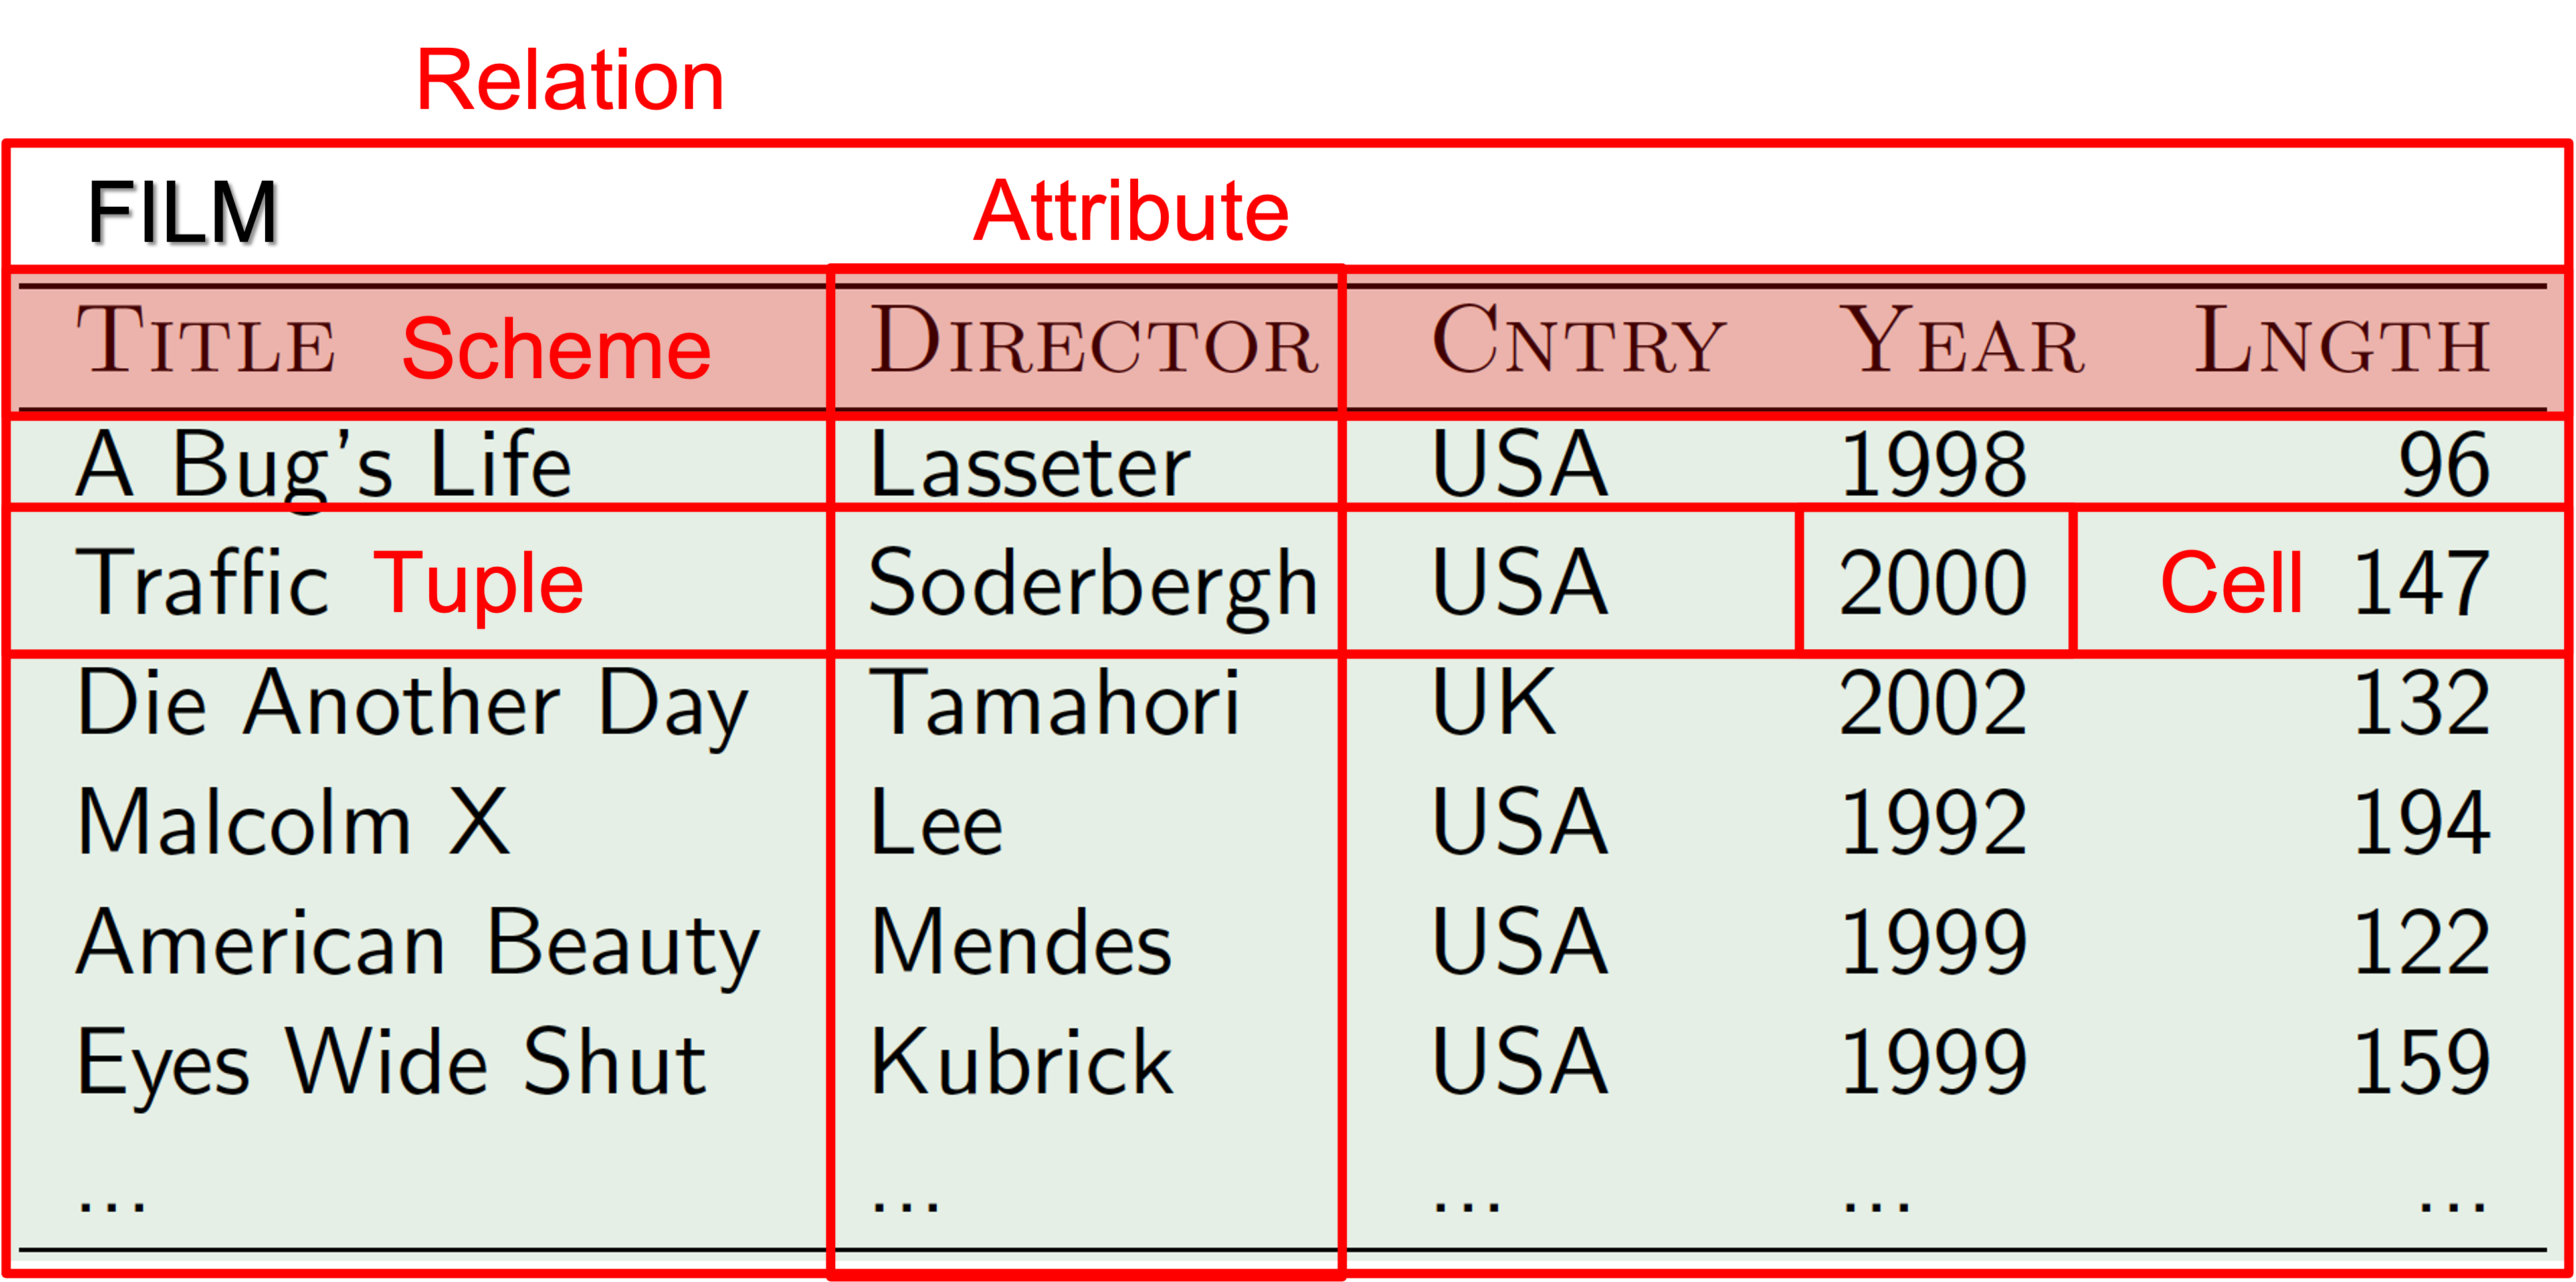 Relation
FILM Attribute
TITLE Scheme DIRECTOR CNTRY YEAR LNGTH
A Bug's Life Lasseter USA 1998 96
Traffic Tuple Soderbergh USA 2000 Cell 147
Die Another Day Tamahori UK 2002 132
Malcolm X Lee USA 1992 194
American Beauty Mendes USA 1999 122
Eyes Wide Shut Kubrick USA 1999 159
... ... ... ... ...